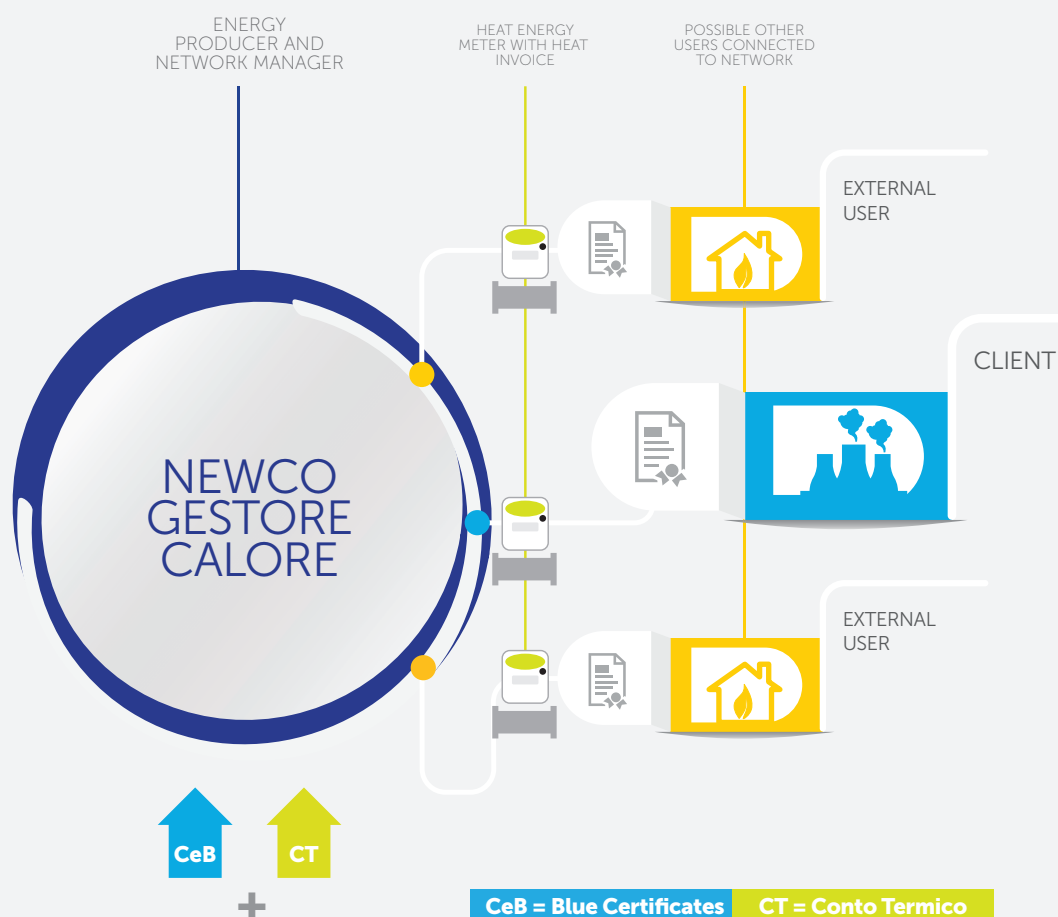 ENERGY
PRODUCER AND
NETWORK MANAGER
HEAT ENERGY
METER WITH HEAT
INVOICE
POSSIBLE OTHER
USERS CONNECTED
TO NETWORK
EXTERNAL
USER
CLIENT
NEWCO
GESTORE
CALORE
EXTERNAL
USER
CeB
CT
+
CeB = Blue Certificates
CT = Conto Termico